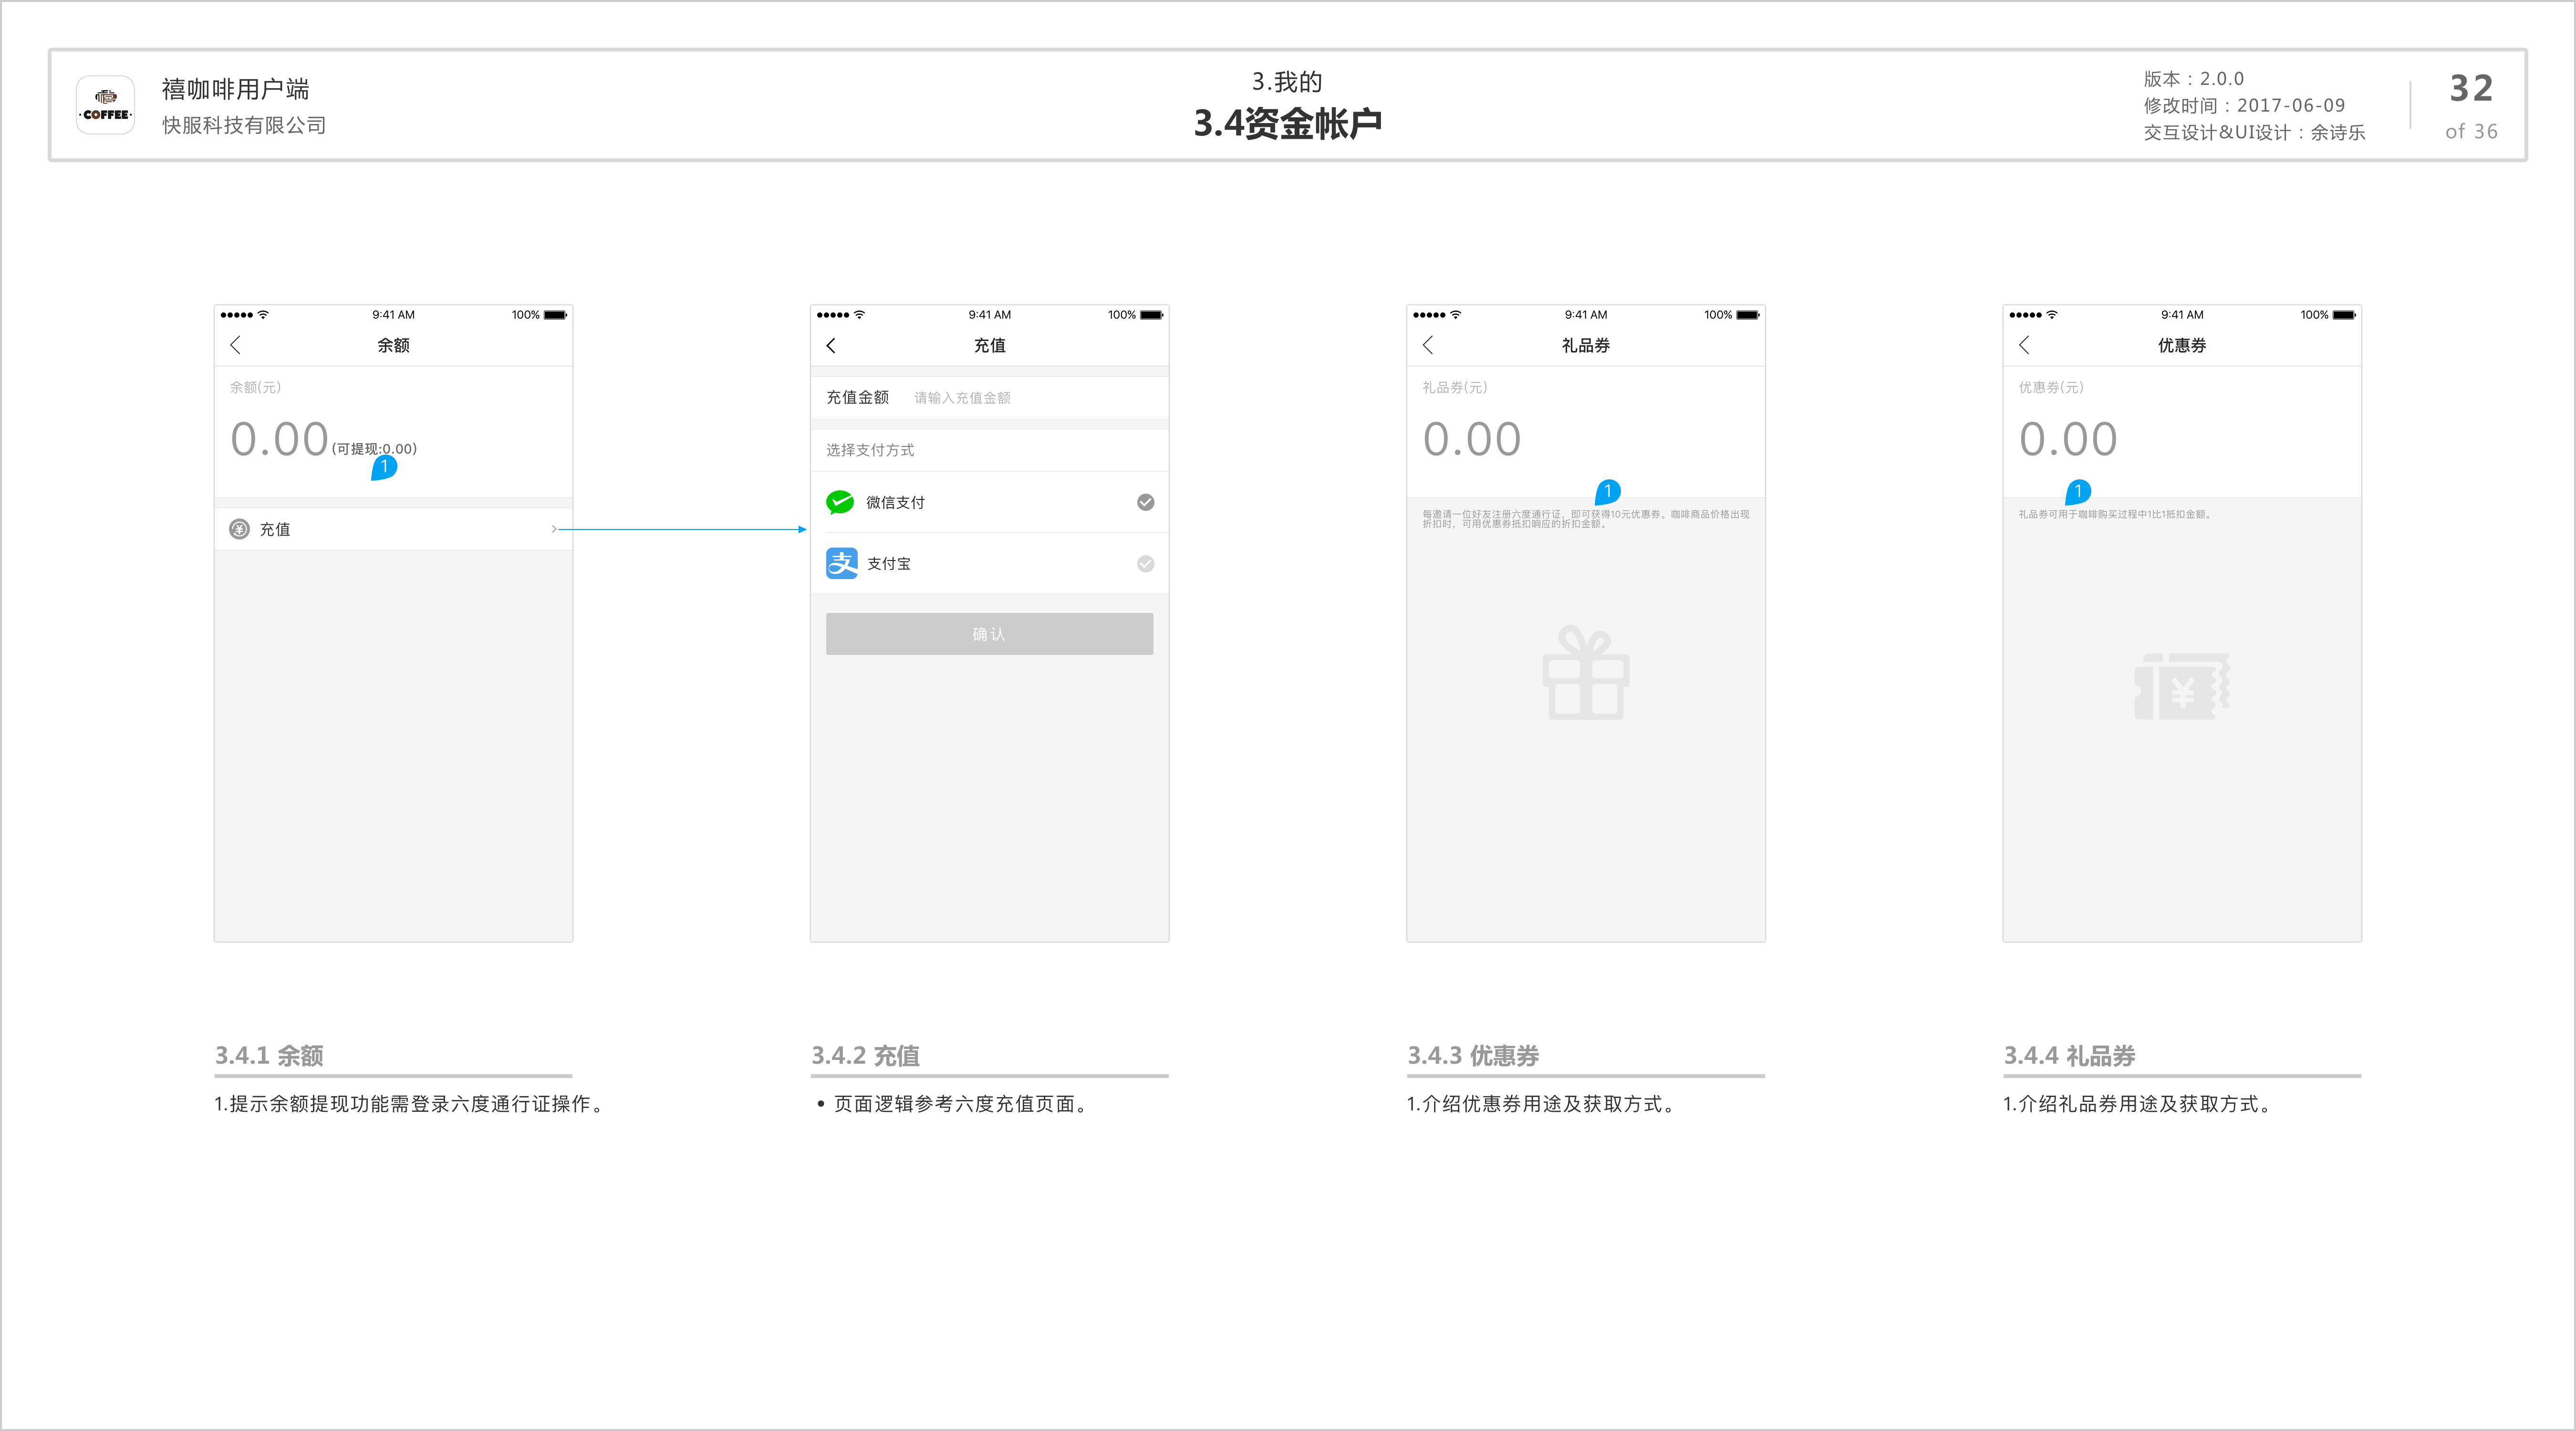 COFFEE
禧咖啡用户端
快服科技有限公司
3.我的
3.4资金帐户
版本：2.0.0
修改时间：2017-06-09
交互设计&UI设计：余诗乐
32
of 36
9:41 AM
100%
余额
余额(元)
0.00(可提现:0.00)
1
充值
9:41 AM
100%
充值
充值金额 请输入充值金额
选择支付方式
微信支付
支 支付宝
确认
9:41 AM
100%
礼品券
礼品券(元)
0.00
1
每邀请一位好友注册六度通行证，即可获得10元优惠券。咖啡商品价格出现
折扣时，可用优惠券抵扣响应的折扣金额。
9:41 AM
100%
优惠券
优惠券(元)
0.00
1
礼品券可用于咖啡购买过程中1比1抵扣金额。
¥
3.4.1 余额
1.提示余额提现功能需登录六度通行证操作。
3.4.2 充值
• 页面逻辑参考六度充值页面。
3.4.3 优惠券
1.介绍优惠券用途及获取方式。
3.4.4 礼品券
1.介绍礼品券用途及获取方式。